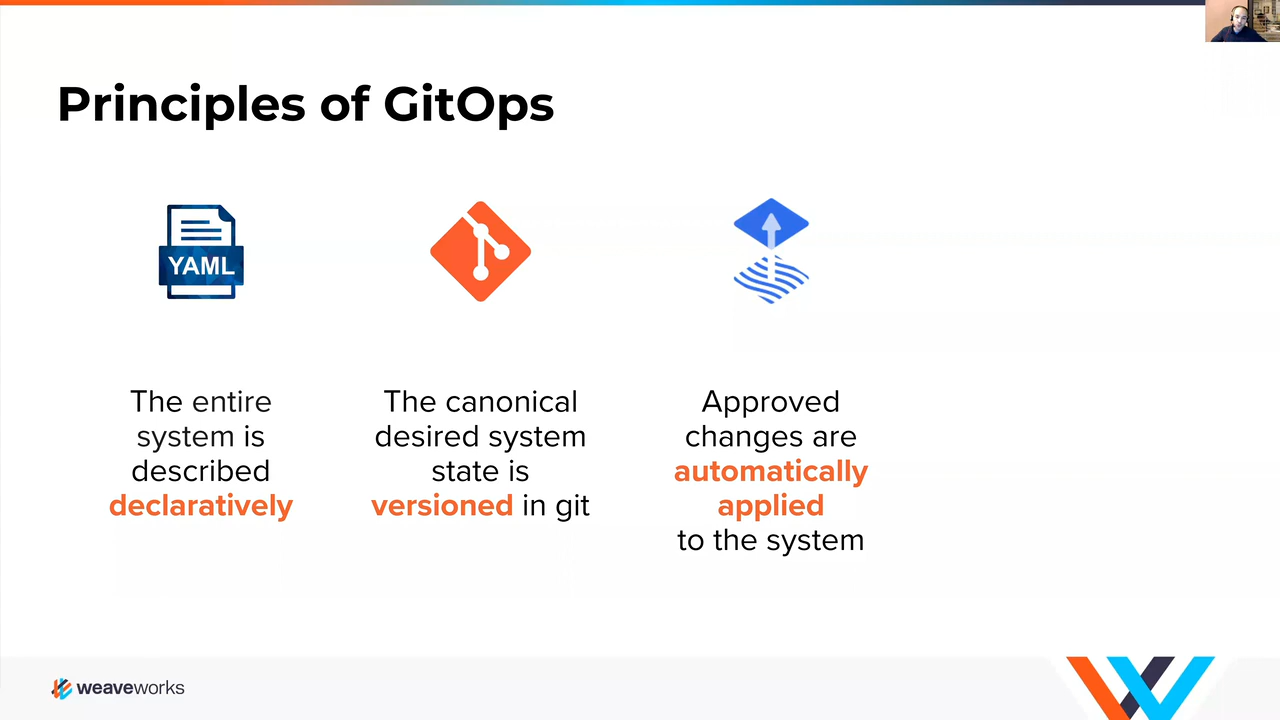 Principles of GitOps
YAML
The entire
system is
described
declaratively
The canonical
desired system
state is
versioned in git
Approved
changes are
automatically
applied
to the system
weaveworks